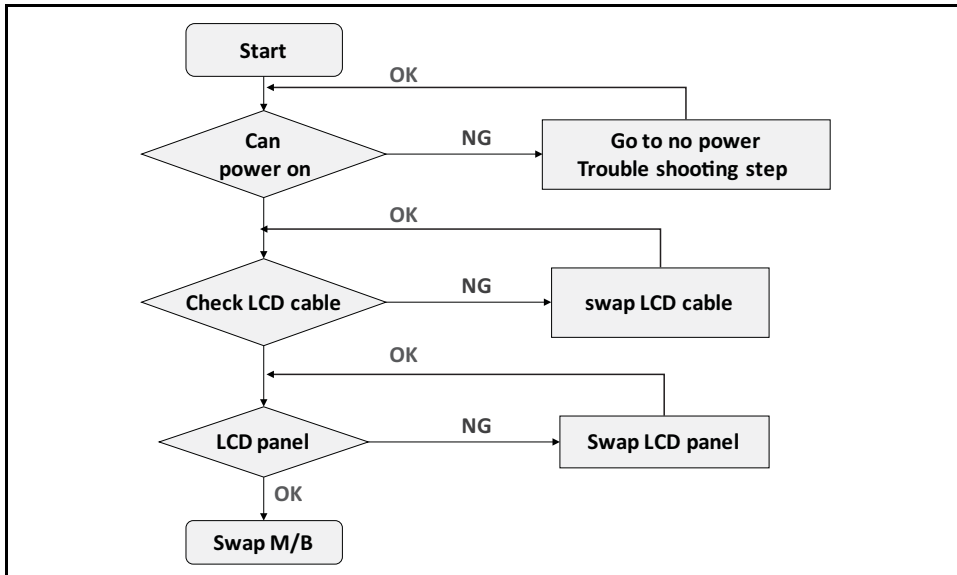 Start
OK
Can
power on
NG
Go to no power
Trouble shooting step
OK
Check LCD cable
NG
swap LCD cable
OK
LCD panel
NG
Swap LCD panel
OK
Swap M/B